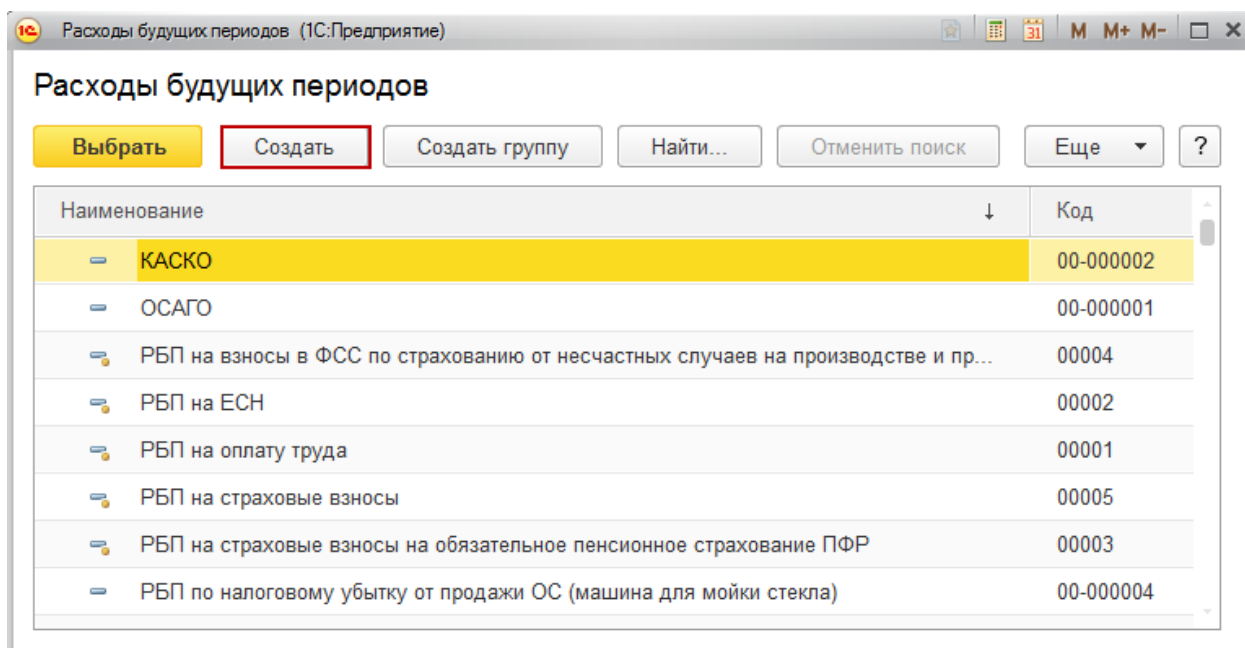 1С Расходы будущих периодов (1С:Предприятие) 31 M M+ M-
Расходы будущих периодов
Выбрать Создать Создать группу Найти... Отменить поиск Еще ?
Наименование ↓ Код
КАСКО 00-000002
ОСАГО 00-000001
РБП на взносы в ФСС по страхованию от несчастных случаев на производстве и пр... 00004
РБП на ЕСН 00002
РБП на оплату труда 00001
РБП на страховые взносы 00005
РБП на страховые взносы на обязательное пенсионное страхование ПФР 00003
РБП по налоговому убытку от продажи ОС (машина для мойки стекла) 00-000004